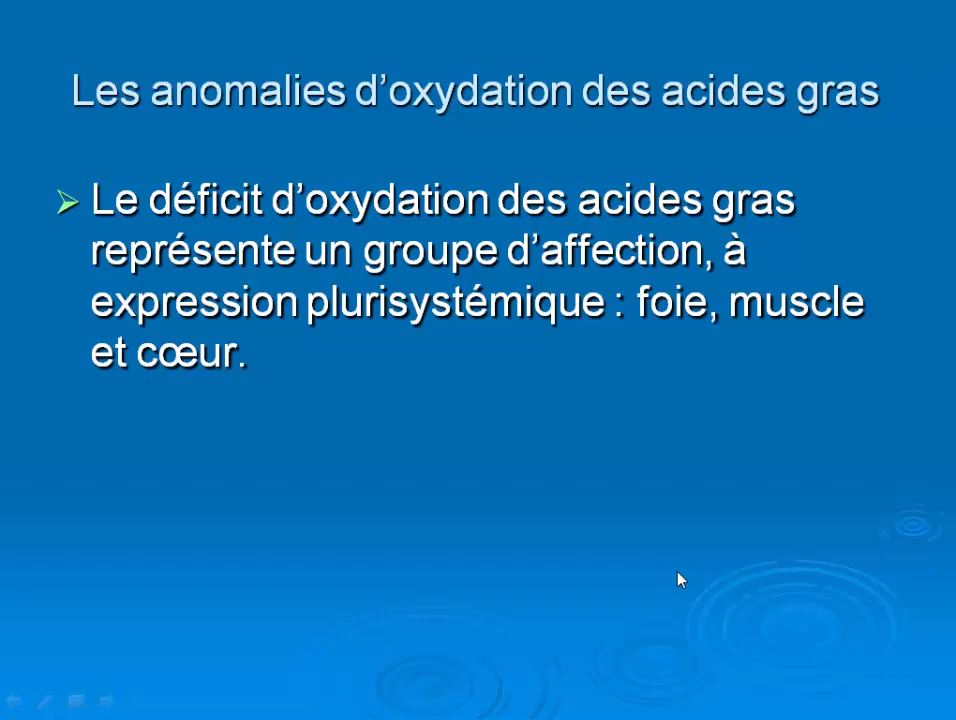 Les anomalies d’oxydation des acides gras
Le déficit d’oxydation des acides gras
représente un groupe d’affection, à
expression plurisystémique : foie, muscle
et cœur.